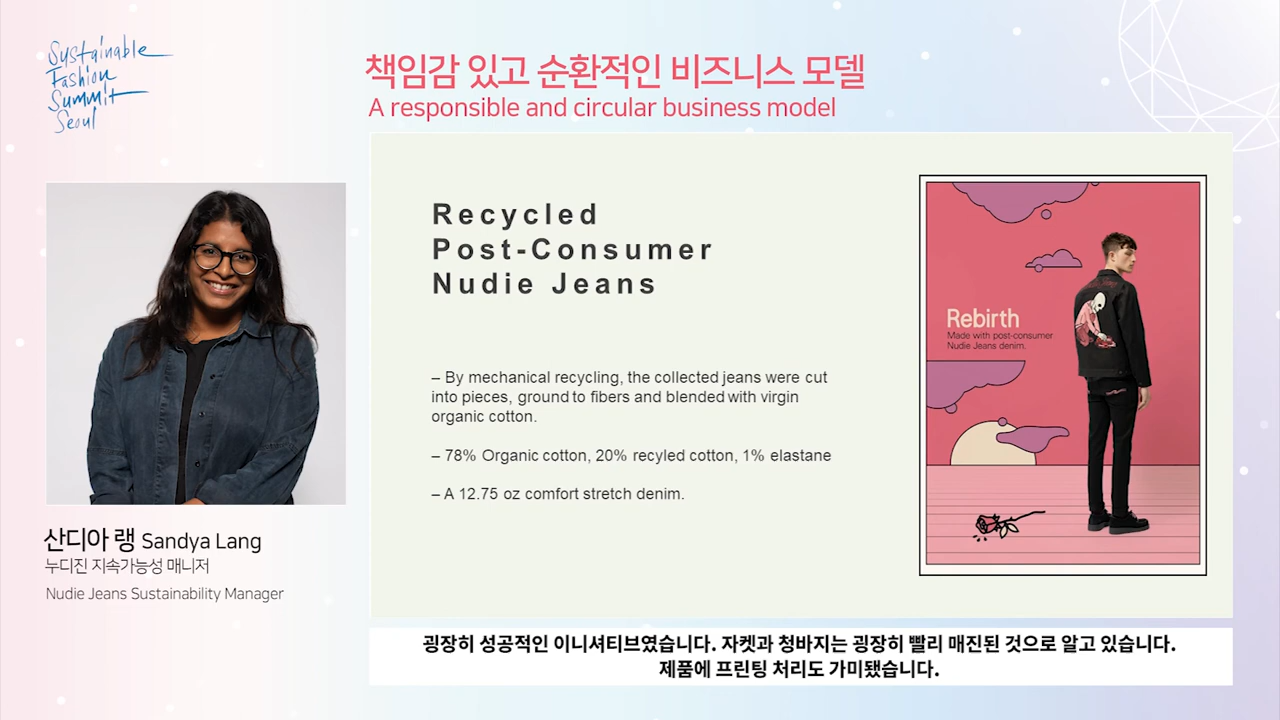 Sustainable
Fashion
Summit
Seoul
책임감 있고 순환적인 비즈니스 모델
A responsible and circular business model
Recycled
Post-Consumer
Nudie Jeans
– By mechanical recycling, the collected jeans were cut
into pieces, ground to fibers and blended with virgin
organic cotton.
– 78% Organic cotton, 20% recyled cotton, 1% elastane
– A 12.75 oz comfort stretch denim.
Rebirth
Made with post-consumer
Nudie Jeans denim.
산디아 랭 Sandya Lang
누디진 지속가능성 매니저
Nudie Jeans Sustainability Manager
굉장히 성공적인 이니셔티브였습니다. 자켓과 청바지는 굉장히 빨리 매진된 것으로 알고 있습니다.
제품에 프린팅 처리도 가미됐습니다.